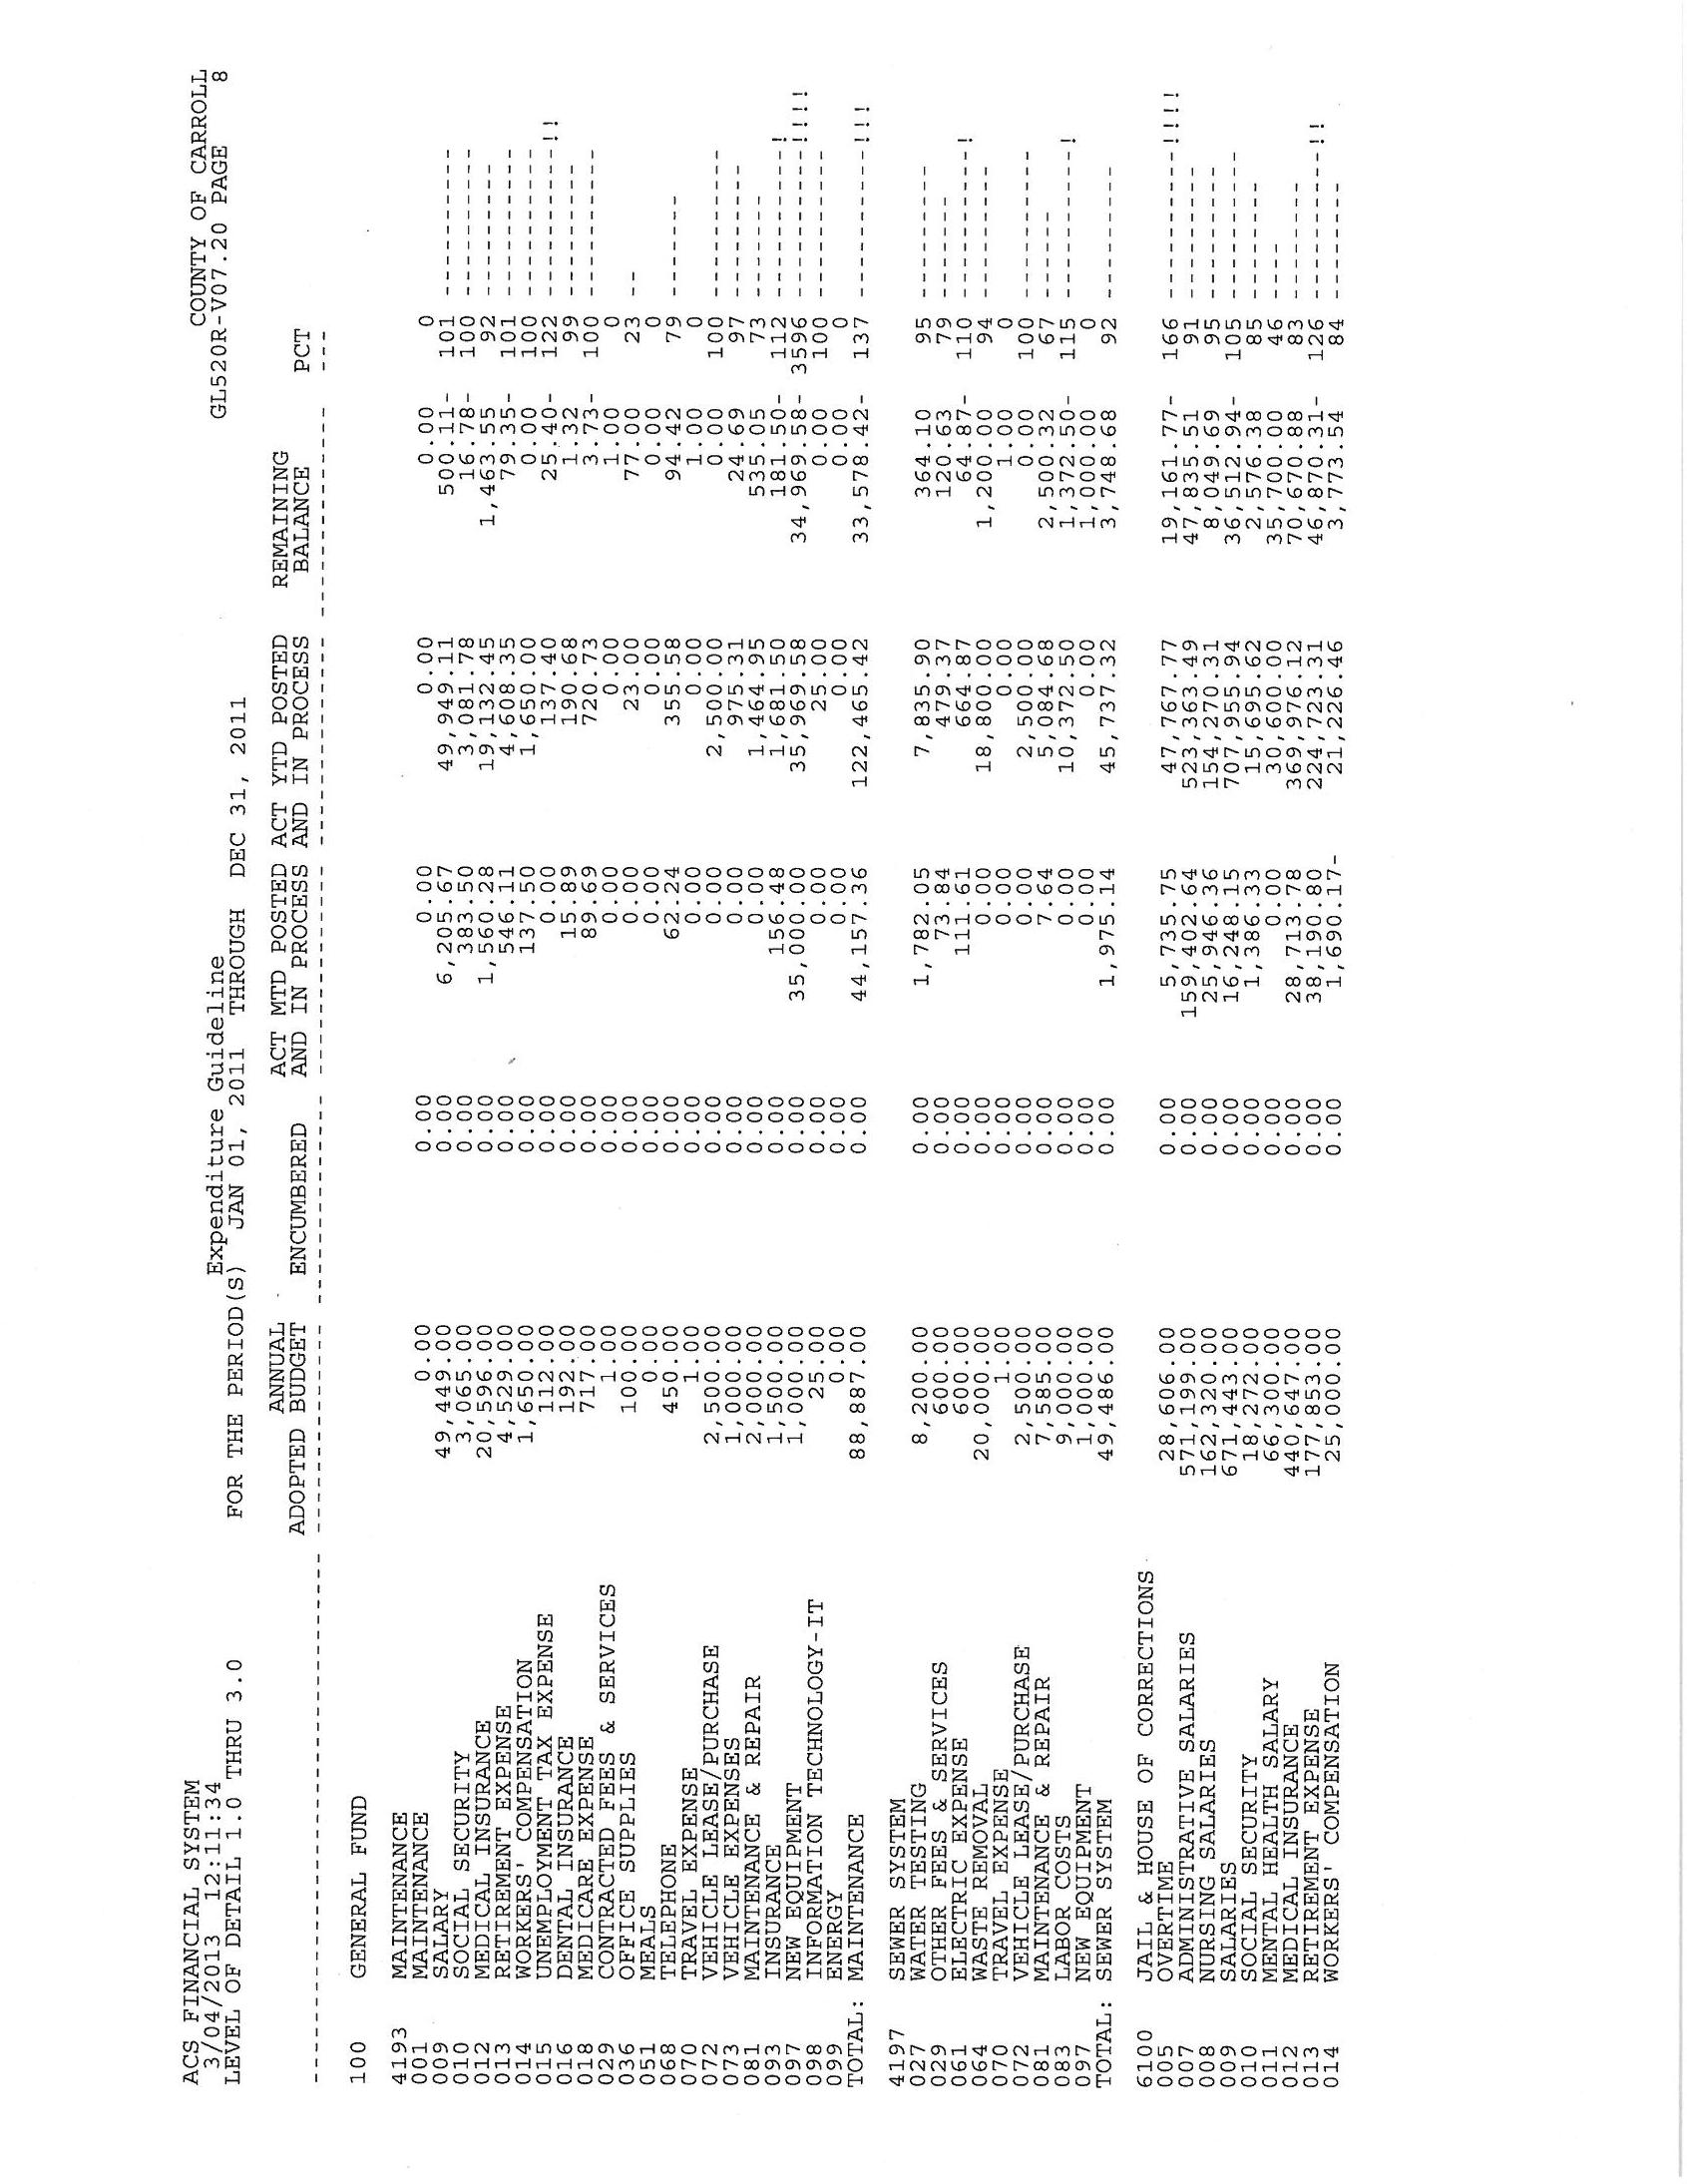 ACS FINANCIAL SYSTEM COUNTY OF CARROLL
3/04/2013 12:11:34 Expenditure Guideline GL520R-V07.20 PAGE 8
LEVEL OF DETAIL 1.0 THRU 3.0 FOR THE PERIOD(S) JAN 01, 2011 THROUGH DEC 31, 2011
ANNUAL ACT MTD POSTED ACT YTD POSTED REMAINING
ADOPTED BUDGET ENCUMBERED AND IN PROCESS AND IN PROCESS BALANCE PCT
100 GENERAL FUND
4193 MAINTENANCE
001 MAINTENANCE 0.00 0.00 0.00 0.00 0.00 0
009 SALARY 49,449.00 0.00 6,205.67 49,949.11 500.11- 101 ----------
010 SOCIAL SECURITY 3,065.00 0.00 383.50 3,081.78 16.78- 100 ----------
012 MEDICAL INSURANCE 20,596.00 0.00 1,560.28 19,132.45 1,463.55 92 ---------
013 RETIREMENT EXPENSE 4,529.00 0.00 546.11 4,608.35 79.35- 101 ----------
014 WORKERS' COMPENSATION 1,650.00 0.00 137.50 1,650.00 0.00 100 ----------
015 UNEMPLOYMENT TAX EXPENSE 112.00 0.00 0.00 137.40 25.40- 122 ----------!!
016 DENTAL INSURANCE 192.00 0.00 15.89 190.68 1.32 99 ---------
018 MEDICARE EXPENSE 717.00 0.00 89.69 720.73 3.73- 100 ----------
029 CONTRACTED FEES & SERVICES 1.00 0.00 0.00 0.00 1.00 0
036 OFFICE SUPPLIES 100.00 0.00 0.00 23.00 77.00 23 --
051 MEALS 0.00 0.00 0.00 0.00 0.00 0
068 TELEPHONE 450.00 0.00 62.24 355.58 94.42 79 -------
070 TRAVEL EXPENSE 1.00 0.00 0.00 0.00 1.00 0
072 VEHICLE LEASE/PURCHASE 2,500.00 0.00 0.00 2,500.00 0.00 100 ----------
073 VEHICLE EXPENSES 1,000.00 0.00 0.00 975.31 24.69 97 ---------
081 MAINTENANCE & REPAIR 2,000.00 0.00 0.00 1,464.95 535.05 73 -------
093 INSURANCE 1,500.00 0.00 156.48 1,681.50 181.50- 112 ----------!
097 NEW EQUIPMENT 1,000.00 0.00 35,000.00 35,969.58 34,969.58- 3596 ----------!!!!
098 INFORMATION TECHNOLOGY-IT 25.00 0.00 0.00 25.00 0.00 100 ----------
099 ENERGY 0.00 0.00 0.00 0.00 0.00 0
TOTAL: MAINTENANCE 88,887.00 0.00 44,157.36 122,465.42 33,578.42- 137 ----------!!!
4197 SEWER SYSTEM
027 WATER TESTING 8,200.00 0.00 1,782.05 7,835.90 364.10 95 ---------
029 OTHER FEES & SERVICES 600.00 0.00 73.84 479.37 120.63 79 -------
061 ELECTRIC EXPENSE 600.00 0.00 111.61 664.87 64.87- 110 ----------!
064 WASTE REMOVAL 20,000.00 0.00 0.00 18,800.00 1,200.00 94 ---------
070 TRAVEL EXPENSE 1.00 0.00 0.00 0.00 1.00 0
072 VEHICLE LEASE/PURCHASE 2,500.00 0.00 0.00 2,500.00 0.00 100 ----------
081 MAINTENANCE & REPAIR 7,585.00 0.00 7.64 5,084.68 2,500.32 67 ------
083 LABOR COSTS 9,000.00 0.00 0.00 10,372.50 1,372.50- 115 ----------!
097 NEW EQUIPMENT 1,000.00 0.00 0.00 0.00 1,000.00 0
TOTAL: SEWER SYSTEM 49,486.00 0.00 1,975.14 45,737.32 3,748.68 92 ---------
6100 JAIL & HOUSE OF CORRECTIONS
005 OVERTIME 28,606.00 0.00 5,735.75 47,767.77 19,161.77- 166 ----------!!!!
007 ADMINISTRATIVE SALARIES 571,199.00 0.00 159,402.64 523,363.49 47,835.51 91 ---------
008 NURSING SALARIES 162,320.00 0.00 25,946.36 154,270.31 8,049.69 95 ---------
009 SALARIES 671,443.00 0.00 16,248.15 707,955.94 36,512.94- 105 ----------
010 SOCIAL SECURITY 18,272.00 0.00 1,386.33 15,695.62 2,576.38 85 --------
011 MENTAL HEALTH SALARY 66,300.00 0.00 0.00 30,600.00 35,700.00 46 ----
012 MEDICAL INSURANCE 440,647.00 0.00 28,713.78 369,976.12 70,670.88 83 --------
013 RETIREMENT EXPENSE 177,853.00 0.00 38,190.80 224,723.31 46,870.31- 126 ----------!!
014 WORKERS' COMPENSATION 25,000.00 0.00 1,690.17- 21,226.46 3,773.54 84 --------